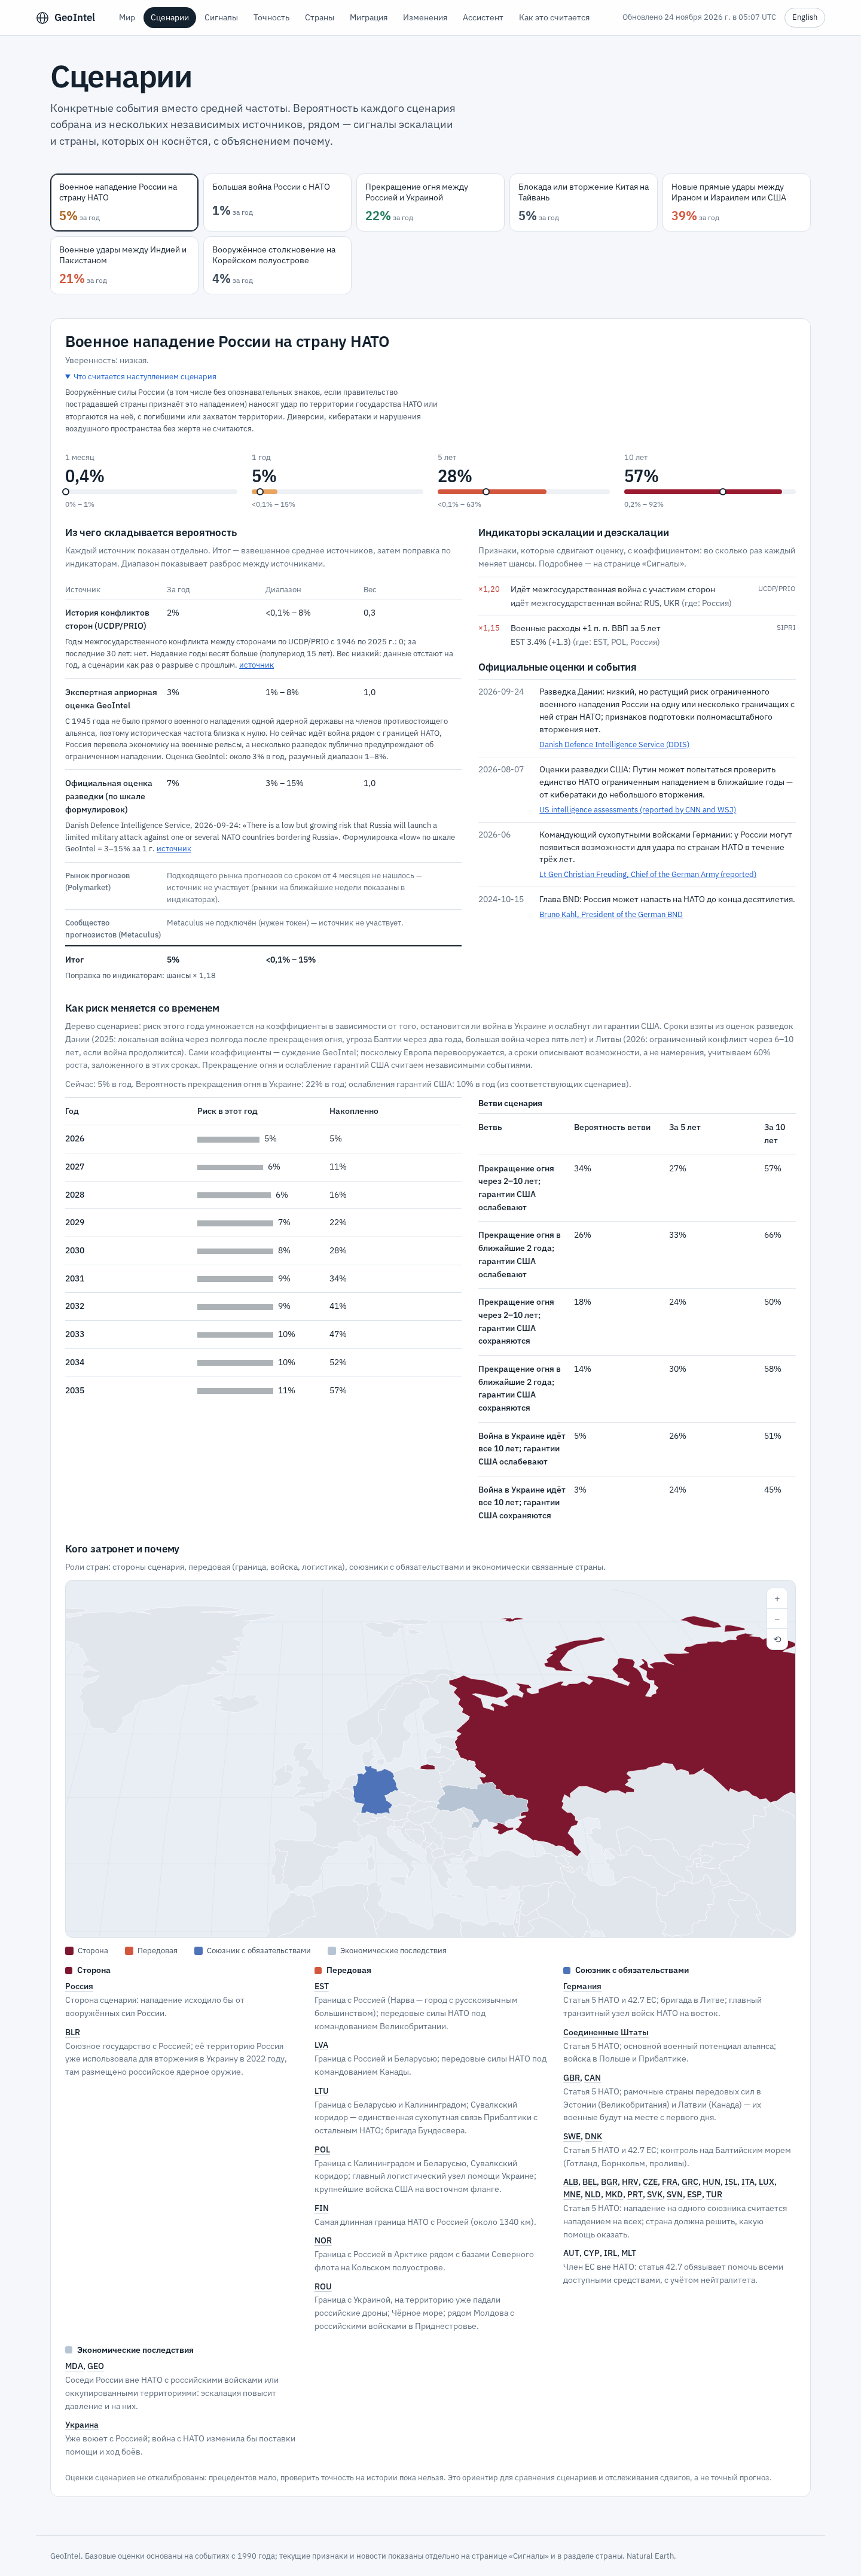 GeoIntel
Мир
Сценарии
Сигналы
Точность
Страны
Миграция
Изменения
Ассистент
Как это считается
Обновлено 24 ноября 2026 г. в 05:07 UTC
English
Сценарии
Конкретные события вместо средней частоты. Вероятность каждого сценария
собрана из нескольких независимых источников, рядом — сигналы эскалации
и страны, которых он коснётся, с объяснением почему.
Военное нападение России на
страну НАТО
5% за год
Большая война России с НАТО
1% за год
Прекращение огня между
Россией и Украиной
22% за год
Блокада или вторжение Китая на
Тайвань
5% за год
Новые прямые удары между
Ираном и Израилем или США
39% за год
Военные удары между Индией и
Пакистаном
21% за год
Вооружённое столкновение на
Корейском полуострове
4% за год
Военное нападение России на страну НАТО
Уверенность: низкая.
▼ Что считается наступлением сценария
Вооружённые силы России (в том числе без опознавательных знаков, если правительство
пострадавшей страны признаёт это нападением) наносят удар по территории государства НАТО или
вторгаются на неё, с погибшими или захватом территории. Диверсии, кибератаки и нарушения
воздушного пространства без жертв не считаются.
1 месяц
0,4%
0% – 1%
1 год
5%
<0,1% – 15%
5 лет
28%
<0,1% – 63%
10 лет
57%
0,2% – 92%
Из чего складывается вероятность
Каждый источник показан отдельно. Итог — взвешенное среднее источников, затем поправка по
индикаторам. Диапазон показывает разброс между источниками.
Источник За год Диапазон Вес
История конфликтов
сторон (UCDP/PRIO)
2% <0,1% – 8% 0,3
Годы межгосударственного конфликта между сторонами по UCDP/PRIO с 1946 по 2025 г.: 0; за
последние 30 лет: нет. Недавние годы весят больше (полупериод 15 лет). Вес низкий: данные отстают на
год, а сценарии как раз о разрыве с прошлым. источник
Экспертная априорная
оценка GeoIntel
3% 1% – 8% 1,0
С 1945 года не было прямого военного нападения одной ядерной державы на членов противостоящего
альянса, поэтому историческая частота близка к нулю. Но сейчас идёт война рядом с границей НАТО,
Россия перевела экономику на военные рельсы, а несколько разведок публично предупреждают об
ограниченном нападении. Оценка GeoIntel: около 3% в год, разумный диапазон 1–8%.
Официальная оценка
разведки (по шкале
формулировок)
7% 3% – 15% 1,0
Danish Defence Intelligence Service, 2026-09-24: «There is a low but growing risk that Russia will launch a
limited military attack against one or several NATO countries bordering Russia». Формулировка «low» по шкале
GeoIntel = 3–15% за 1 г. источник
Рынок прогнозов
(Polymarket)
Подходящего рынка прогнозов со сроком от 4 месяцев не нашлось —
источник не участвует (рынки на ближайшие недели показаны в
индикаторах).
Сообщество
прогнозистов (Metaculus)
Metaculus не подключён (нужен токен) — источник не участвует.
Итог 5% <0,1% – 15%
Поправка по индикаторам: шансы × 1,18
Индикаторы эскалации и деэскалации
Признаки, которые сдвигают оценку, с коэффициентом: во сколько раз каждый
меняет шансы. Подробнее — на странице «Сигналы».
×1,20 Идёт межгосударственная война с участием сторон UCDP/PRIO
идёт межгосударственная война: RUS, UKR (где: Россия)
×1,15 Военные расходы +1 п. п. ВВП за 5 лет SIPRI
EST 3.4% (+1.3) (где: EST, POL, Россия)
Официальные оценки и события
2026-09-24 Разведка Дании: низкий, но растущий риск ограниченного
военного нападения России на одну или несколько граничащих с
ней стран НАТО; признаков подготовки полномасштабного
вторжения нет.
Danish Defence Intelligence Service (DDIS)
2026-08-07 Оценки разведки США: Путин может попытаться проверить
единство НАТО ограниченным нападением в ближайшие годы —
от кибератаки до небольшого вторжения.
US intelligence assessments (reported by CNN and WSJ)
2026-06 Командующий сухопутными войсками Германии: у России могут
появиться возможности для удара по странам НАТО в течение
трёх лет.
Lt Gen Christian Freuding, Chief of the German Army (reported)
2024-10-15 Глава BND: Россия может напасть на НАТО до конца десятилетия.
Bruno Kahl, President of the German BND
Как риск меняется со временем
Дерево сценариев: риск этого года умножается на коэффициенты в зависимости от того, остановится ли война в Украине и ослабнут ли гарантии США. Сроки взяты из оценок разведок
Дании (2025: локальная война через полгода после прекращения огня, угроза Балтии через два года, большая война через пять лет) и Литвы (2026: ограниченный конфликт через 6–10
лет, если война продолжится). Сами коэффициенты — суждение GeoIntel; поскольку Европа перевооружается, а сроки описывают возможности, а не намерения, учитываем 60%
роста, заложенного в этих сроках. Прекращение огня и ослабление гарантий США считаем независимыми событиями.
Сейчас: 5% в год. Вероятность прекращения огня в Украине: 22% в год; ослабления гарантий США: 10% в год (из соответствующих сценариев).
Год Риск в этот год Накопленно
2026 5% 5%
2027 6% 11%
2028 6% 16%
2029 7% 22%
2030 8% 28%
2031 9% 34%
2032 9% 41%
2033 10% 47%
2034 10% 52%
2035 11% 57%
Ветви сценария
Ветвь Вероятность ветви За 5 лет За 10
лет
Прекращение огня
через 2–10 лет;
гарантии США
ослабевают
34% 27% 57%
Прекращение огня в
ближайшие 2 года;
гарантии США
ослабевают
26% 33% 66%
Прекращение огня
через 2–10 лет;
гарантии США
сохраняются
18% 24% 50%
Прекращение огня в
ближайшие 2 года;
гарантии США
сохраняются
14% 30% 58%
Война в Украине идёт
все 10 лет; гарантии
США ослабевают
5% 26% 51%
Война в Украине идёт
все 10 лет; гарантии
США сохраняются
3% 24% 45%
Кого затронет и почему
Роли стран: стороны сценария, передовая (граница, войска, логистика), союзники с обязательствами и экономически связанные страны.
+
−
⟲
Сторона
Передовая
Союзник с обязательствами
Экономические последствия
Сторона
Россия
Сторона сценария: нападение исходило бы от
вооружённых сил России.
BLR
Союзное государство с Россией; её территорию Россия
уже использовала для вторжения в Украину в 2022 году,
там размещено российское ядерное оружие.
Передовая
EST
Граница с Россией (Нарва — город с русскоязычным
большинством); передовые силы НАТО под
командованием Великобритании.
LVA
Граница с Россией и Беларусью; передовые силы НАТО под
командованием Канады.
LTU
Граница с Беларусью и Калининградом; Сувалкский
коридор — единственная сухопутная связь Прибалтики с
остальным НАТО; бригада Бундесвера.
POL
Граница с Калининградом и Беларусью, Сувалкский
коридор; главный логистический узел помощи Украине;
крупнейшие войска США на восточном фланге.
FIN
Самая длинная граница НАТО с Россией (около 1340 км).
NOR
Граница с Россией в Арктике рядом с базами Северного
флота на Кольском полуострове.
ROU
Граница с Украиной, на территорию уже падали
российские дроны; Чёрное море; рядом Молдова с
российскими войсками в Приднестровье.
Союзник с обязательствами
Германия
Статья 5 НАТО и 42.7 ЕС; бригада в Литве; главный
транзитный узел войск НАТО на восток.
Соединенные Штаты
Статья 5 НАТО; основной военный потенциал альянса;
войска в Польше и Прибалтике.
GBR, CAN
Статья 5 НАТО; рамочные страны передовых сил в
Эстонии (Великобритания) и Латвии (Канада) — их
военные будут на месте с первого дня.
SWE, DNK
Статья 5 НАТО и 42.7 ЕС; контроль над Балтийским морем
(Готланд, Борнхольм, проливы).
ALB, BEL, BGR, HRV, CZE, FRA, GRC, HUN, ISL, ITA, LUX,
MNE, NLD, MKD, PRT, SVK, SVN, ESP, TUR
Статья 5 НАТО: нападение на одного союзника считается
нападением на всех; страна должна решить, какую
помощь оказать.
AUT, CYP, IRL, MLT
Член ЕС вне НАТО: статья 42.7 обязывает помочь всеми
доступными средствами, с учётом нейтралитета.
Экономические последствия
MDA, GEO
Соседи России вне НАТО с российскими войсками или
оккупированными территориями: эскалация повысит
давление и на них.
Украина
Уже воюет с Россией; война с НАТО изменила бы поставки
помощи и ход боёв.
Оценки сценариев не откалиброваны: прецедентов мало, проверить точность на истории пока нельзя. Это ориентир для сравнения сценариев и отслеживания сдвигов, а не точный прогноз.
GeoIntel. Базовые оценки основаны на событиях с 1990 года; текущие признаки и новости показаны отдельно на странице «Сигналы» и в разделе страны. Natural Earth.